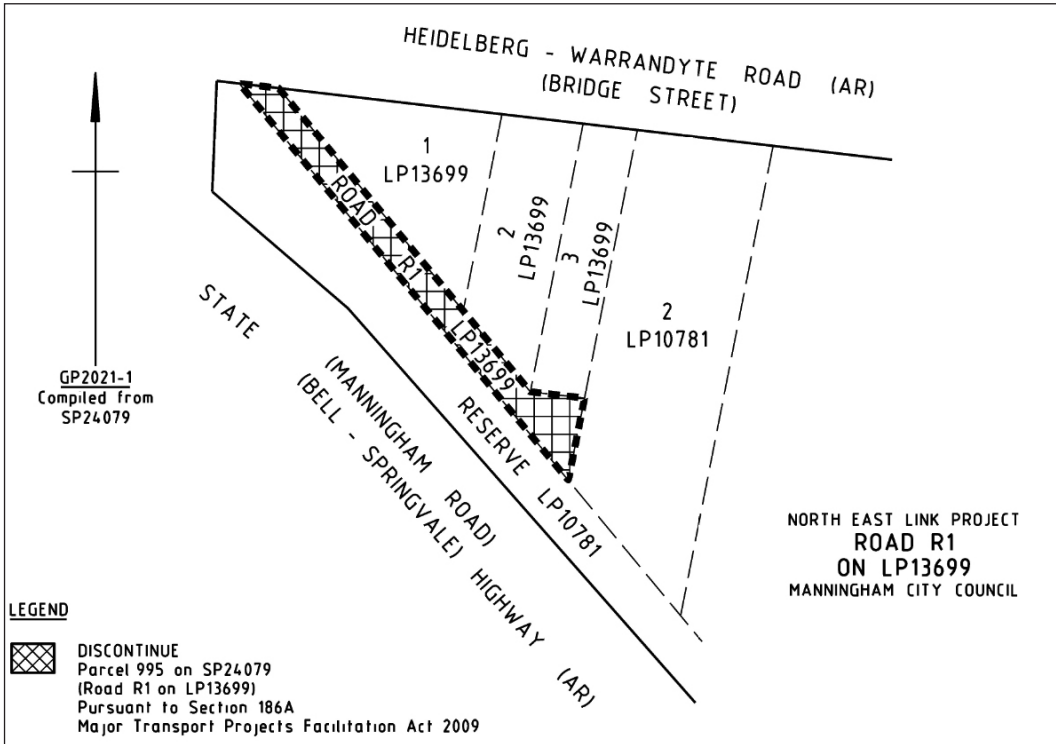 HEIDELBERG - WARRANDYTE ROAD (AR)
(BRIDGE STREET)
1
LP13699
2
LP13699
3
LP13699
2
LP10781
ROAD R1 LP13699
RESERVE LP10781
STATE (BELL - SPRINGVALE) HIGHWAY (AR)
(MANNINGHAM ROAD)
GP2021-1
Compiled from
SP24079
NORTH EAST LINK PROJECT
ROAD R1
ON LP13699
MANNINGHAM CITY COUNCIL
LEGEND
DISCONTINUE
Parcel 995 on SP24079
(Road R1 on LP13699)
Pursuant to Section 186A
Major Transport Projects Facilitation Act 2009